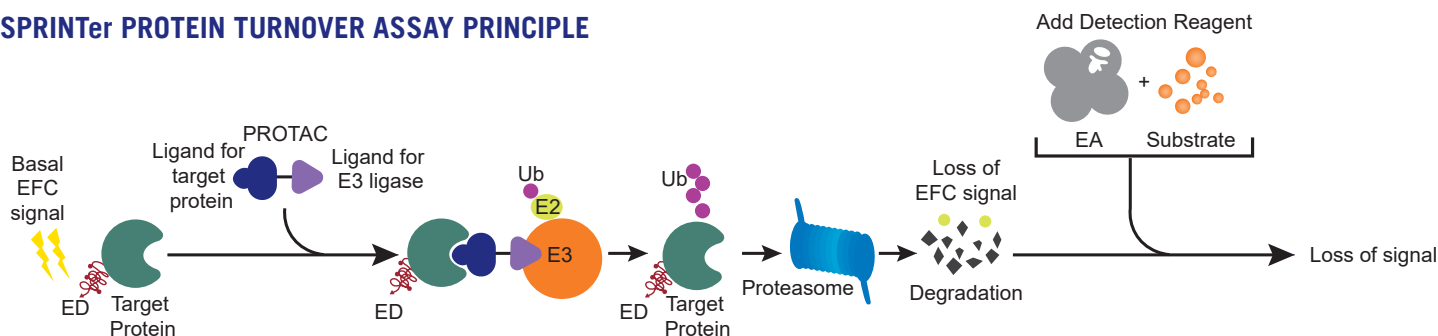 SPRINTer PROTEIN TURNOVER ASSAY PRINCIPLE
Add Detection Reagent
+
EA
Substrate
Basal
EFC
signal
ED
Target
Protein
PROTAC
Ligand for
target
protein
Ligand for
E3 ligase
ED
Ub
E2
E3
Ub
ED
Target
Protein
Proteasome
Loss of
EFC signal
Degradation
Loss of signal